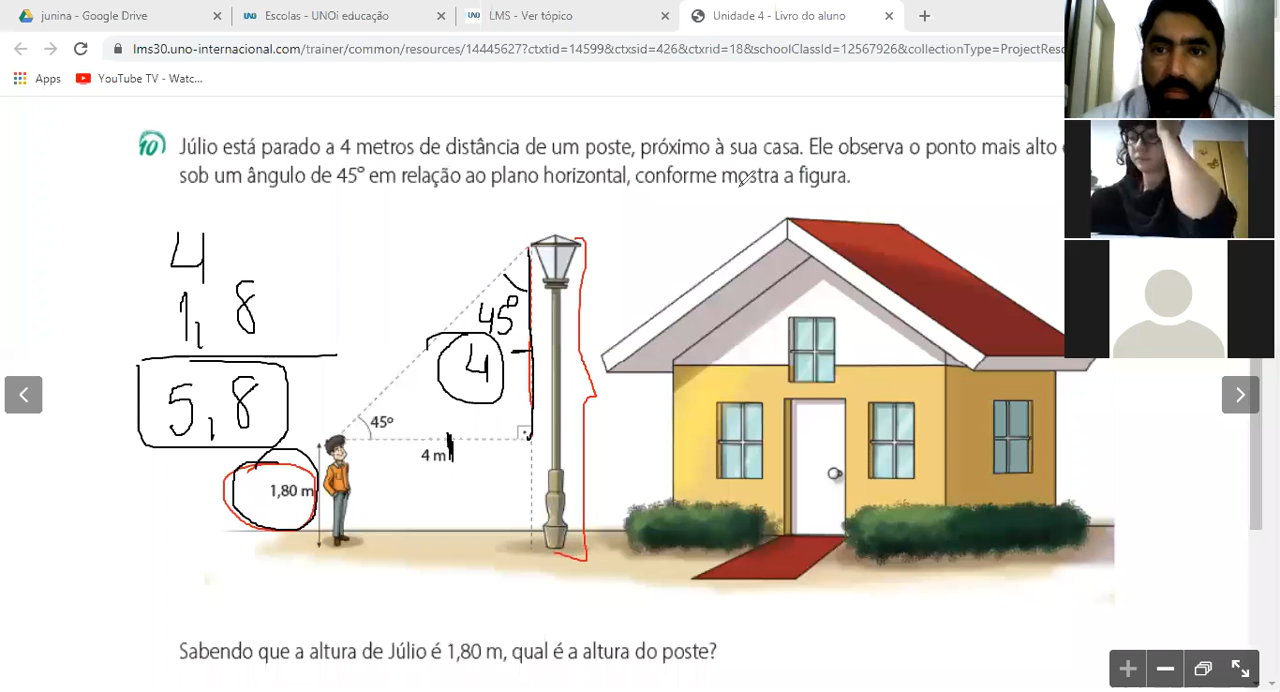 junina - Google Drive
Escolas - UNOi educação
LMS - Ver tópico
Unidade 4 - Livro do aluno
lms30.uno-internacional.com/trainer/common/resources/14445627?ctxtid=14599&ctxsid=426&ctxrid=18&schoolClassId=12567926&collectionType=ProjectReso
Apps
YouTube TV - Watc...
10 Júlio está parado a 4 metros de distância de um poste, próximo à sua casa. Ele observa o ponto mais alto
sob um ângulo de 45º em relação ao plano horizontal, conforme mostra a figura.
4
1,8
5,8
45º
4
45º
4 m
1,80 m
Sabendo que a altura de Júlio é 1,80 m, qual é a altura do poste?